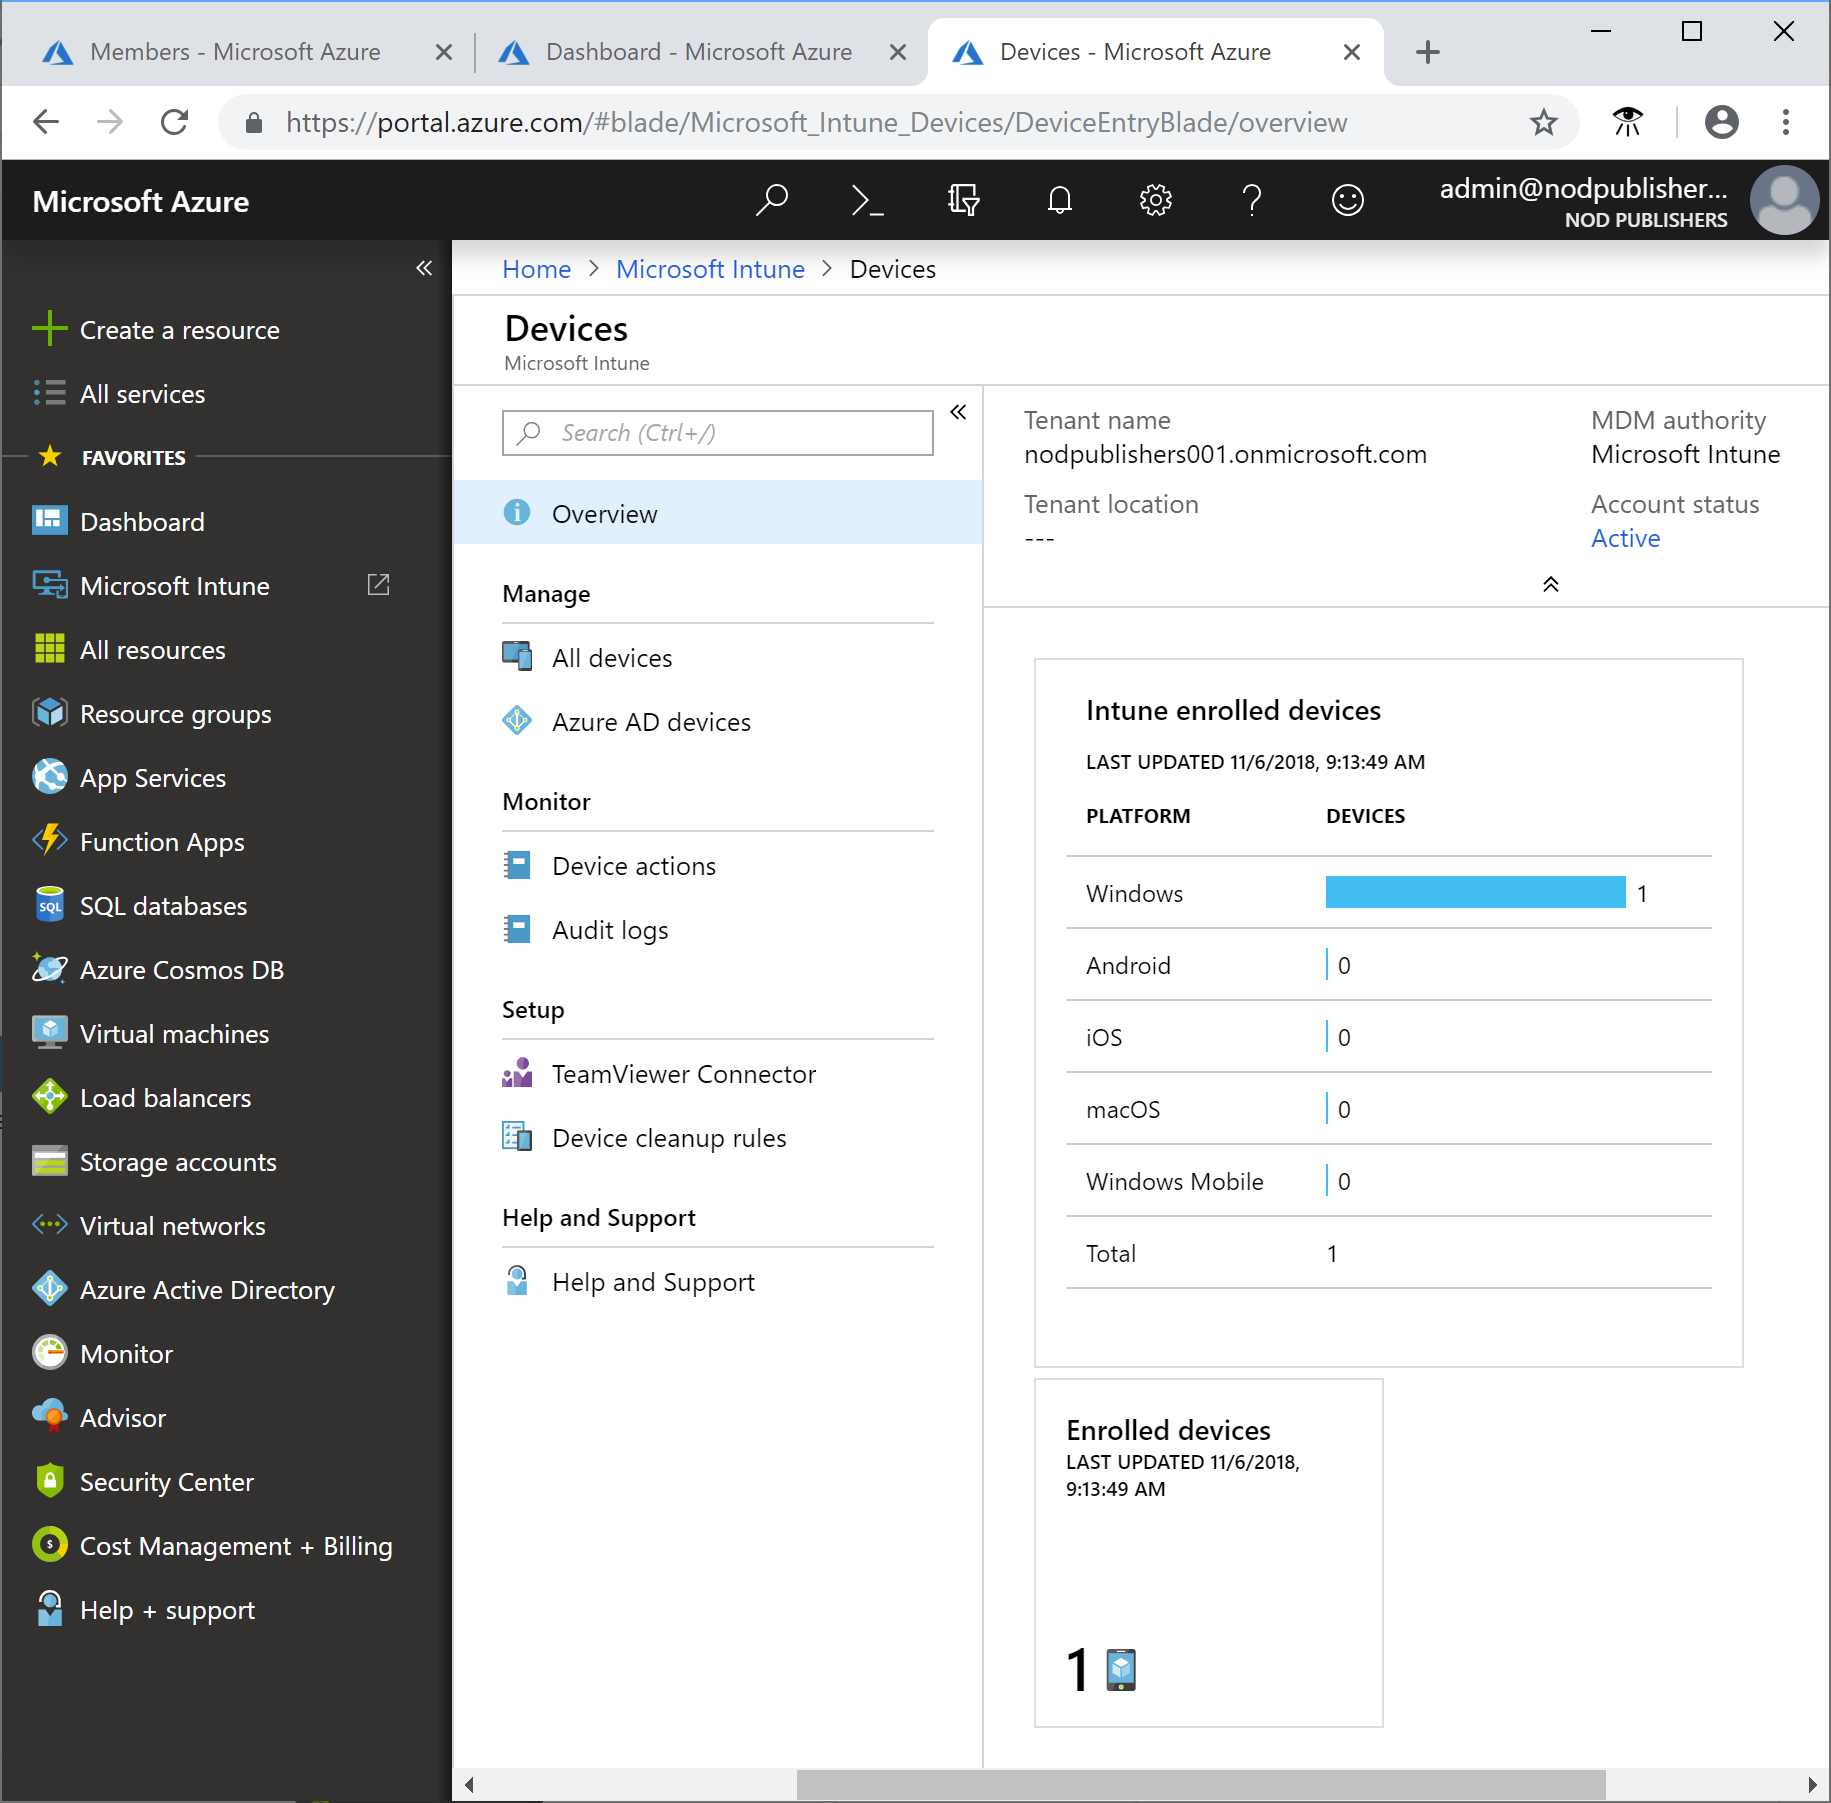 Members - Microsoft Azure
Dashboard - Microsoft Azure
Devices - Microsoft Azure
https://portal.azure.com/#blade/Microsoft_Intune_Devices/DeviceEntryBlade/overview
Microsoft Azure
admin@nodpublisher...
NOD PUBLISHERS
Create a resource
All services
FAVORITES
Dashboard
Microsoft Intune
All resources
Resource groups
App Services
Function Apps
SQL
SQL databases
Azure Cosmos DB
Virtual machines
Load balancers
Storage accounts
Virtual networks
Azure Active Directory
Monitor
Advisor
Security Center
Cost Management + Billing
Help + support
Home > Microsoft Intune > Devices
Devices
Microsoft Intune
Search (Ctrl+/)
Overview
Manage
All devices
Azure AD devices
Monitor
Device actions
Audit logs
Setup
TeamViewer Connector
Device cleanup rules
Help and Support
Help and Support
Tenant name
nodpublishers001.onmicrosoft.com
Tenant location
---
MDM authority
Microsoft Intune
Account status
Active
Intune enrolled devices
LAST UPDATED 11/6/2018, 9:13:49 AM
PLATFORM DEVICES
Windows 1
Android 0
iOS 0
macOS 0
Windows Mobile 0
Total 1
Enrolled devices
LAST UPDATED 11/6/2018,
9:13:49 AM
1